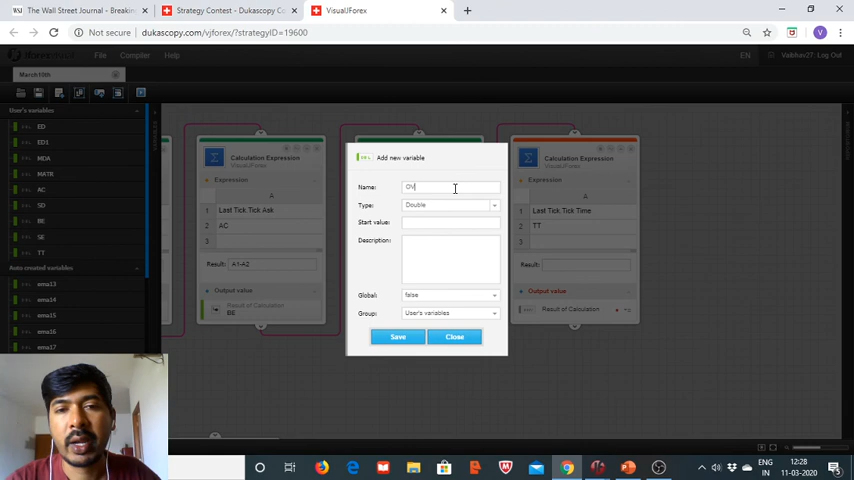 The Wall Street Journal - Breakin
Strategy Contest - Dukascopy Co
VisualJForex
Not secure
dukascopy.com/vjforex/?strategyID=19600
File
Compiler
Help
EN
Vaibhav27: Log Out
March10th
User's variables
ED
ED1
MDA
MATR
AC
SD
BE
SE
TT
Auto created variables
ema13
ema14
ema15
ema16
ema17
Calculation Expression
VisualJForex
Expression
A
1 Last Tick.Tick.Ask
2 AC
3
Result: A1-A2
Output value
Result of Calculation
BE
Add new variable
Name: OV
Type: Double
Start value:
Description:
Global: false
Group: User's variables
Save
Close
Calculation Expression
VisualJForex
Expression
A
1 Last Tick.Tick.Time
2 TT
3
Result:
Output value
Result of Calculation
ENG
IN
12:28
11-03-2020
5